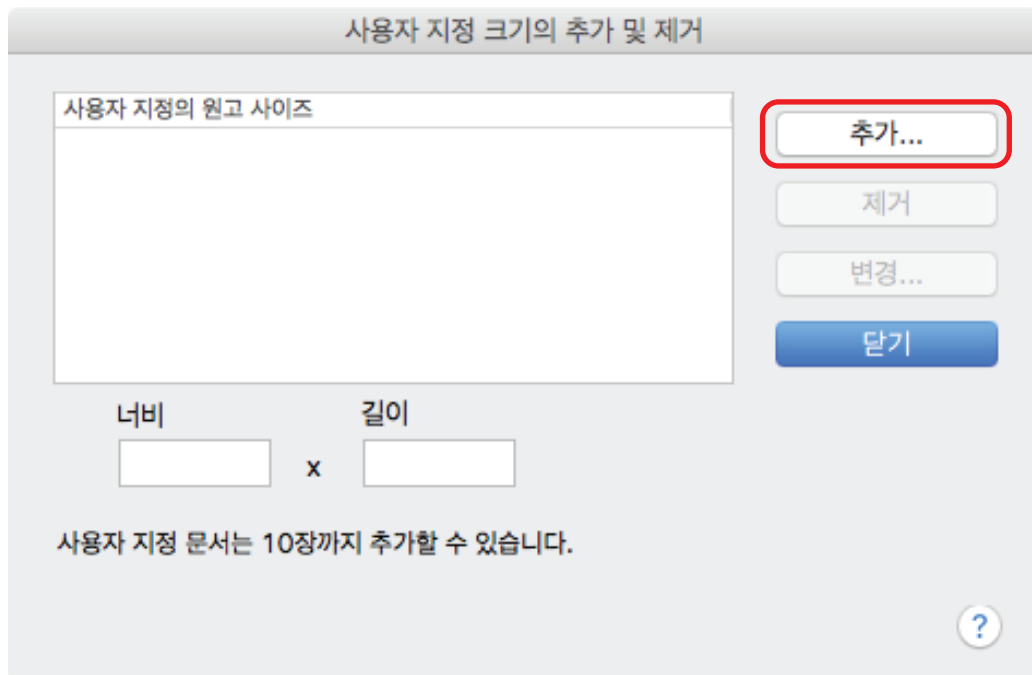 사용자 지정 크기의 추가 및 제거
사용자 지정의 원고 사이즈
추가...
제거
변경...
닫기
너비 길이
x
사용자 지정 문서는 10장까지 추가할 수 있습니다.
?